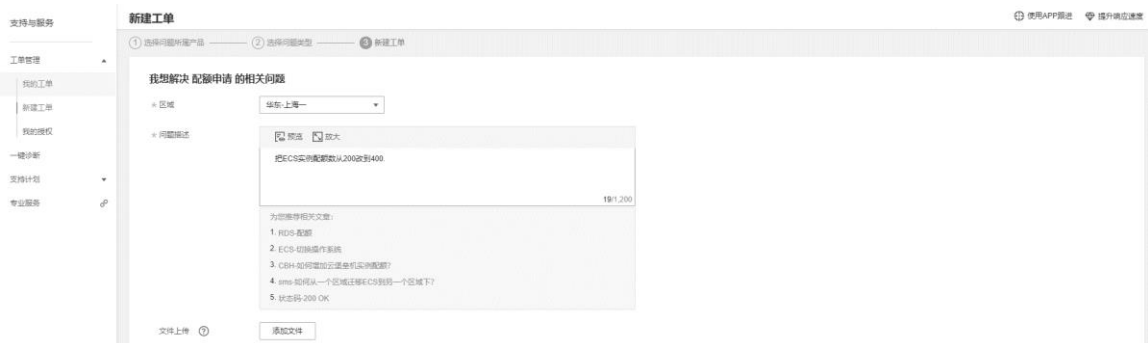 支持与服务
新建工单
使用APP跟进
提升响应速度
1 选择问题所属产品
2 选择问题类型
3 新建工单
工单管理
我的工单
新建工单
我的授权
一键诊断
支持计划
专业服务
我想解决 配额申请 的相关问题
* 区域
华东-上海一
* 问题描述
预览
放大
把ECS实例配额数从200改到400.
19/1,200
为您推荐相关文章:
1. RDS-配额
2. ECS-切换操作系统
3. CBH-如何增加云堡垒机实例配额?
4. sms-如何从一个区域迁移ECS到另一个区域下?
5. 状态码-200 OK
文件上传 ?
添加文件